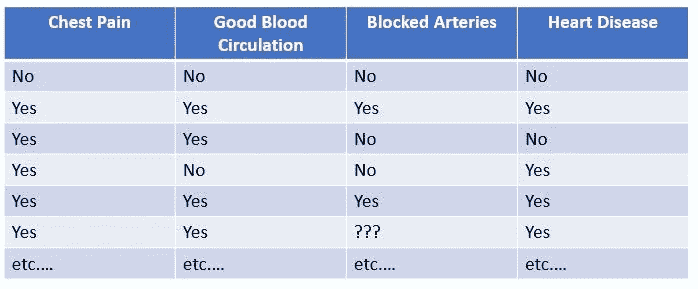 Chest Pain Good Blood Circulation Blocked Arteries Heart Disease
No No No No
Yes Yes Yes Yes
Yes Yes No No
Yes No No Yes
Yes Yes Yes Yes
Yes Yes ??? Yes
etc.... etc.... etc.... etc....